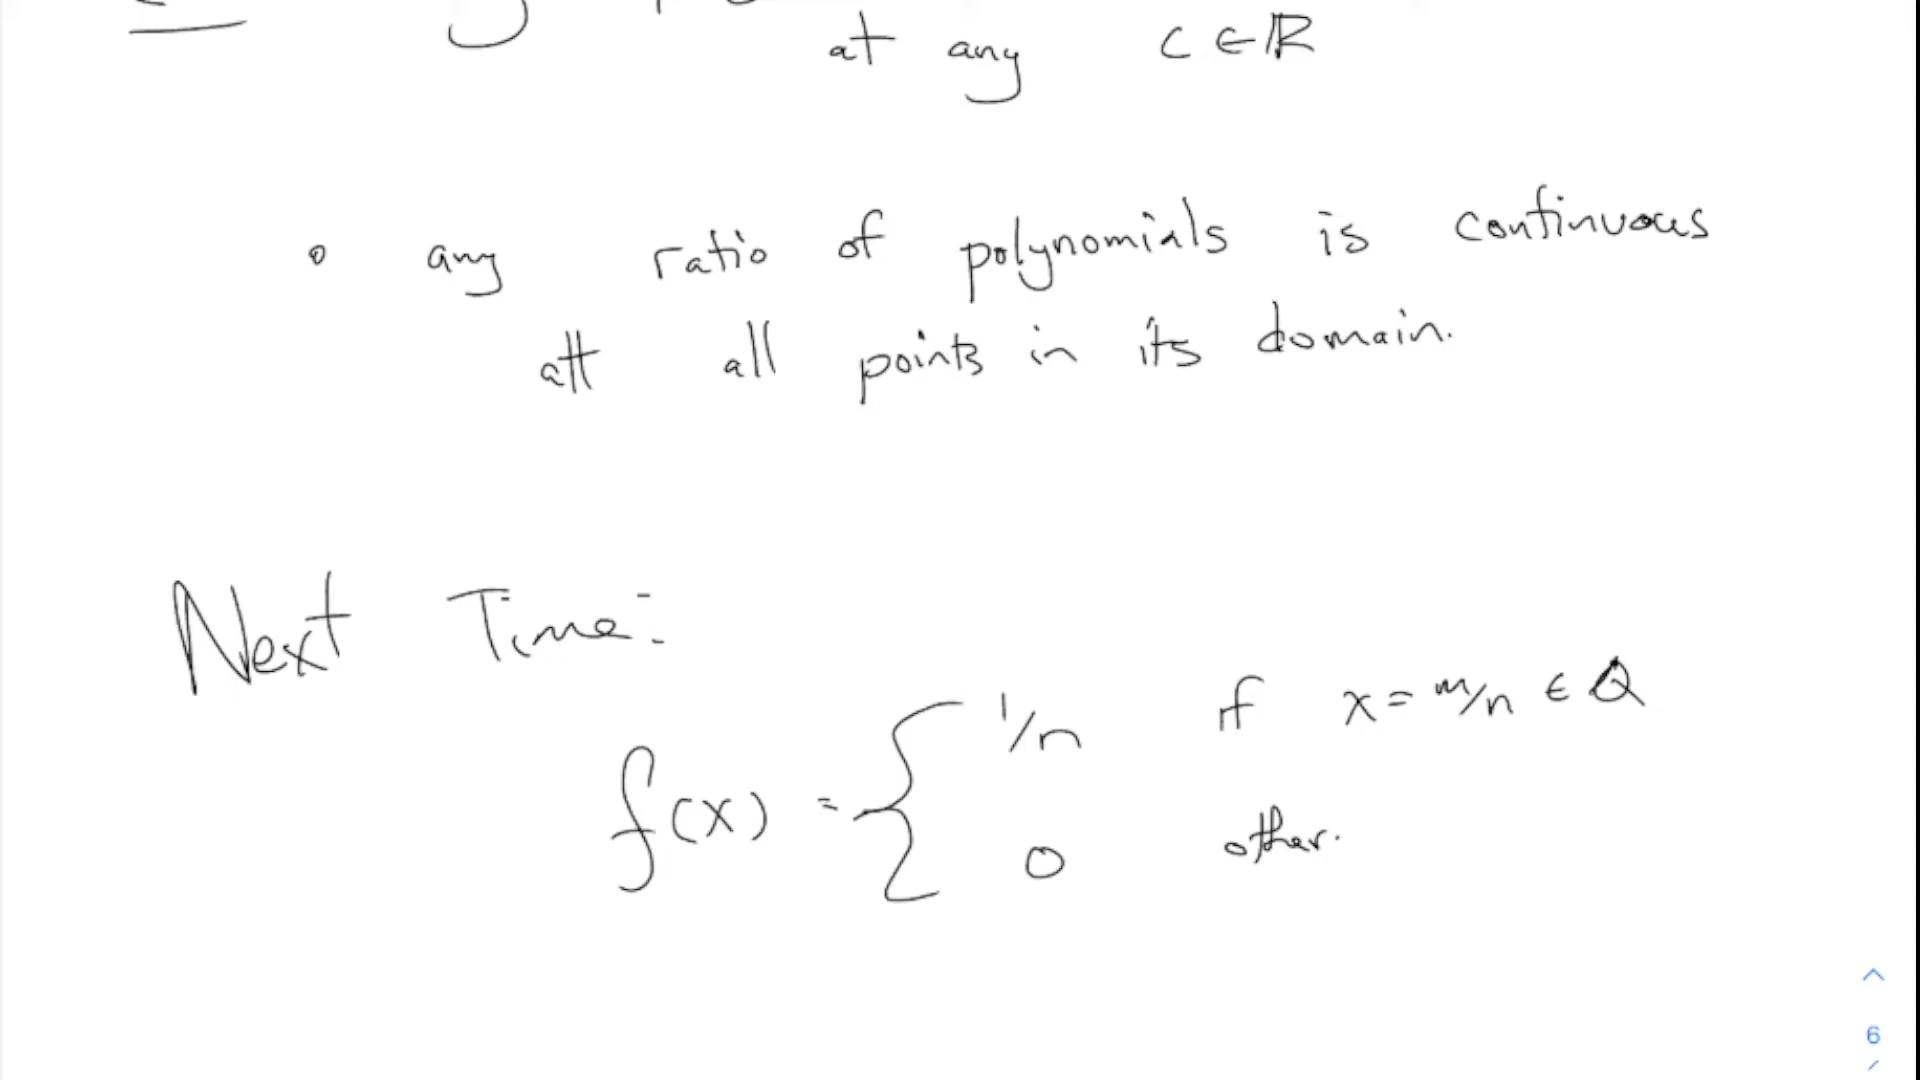 at any C ∈ ℝ
◦ any ratio of polynomials is continuous
att all points in its domain.
Next Time:
f(x) = { 1/n if x = m/n ∈ ℚ
0 other.
6